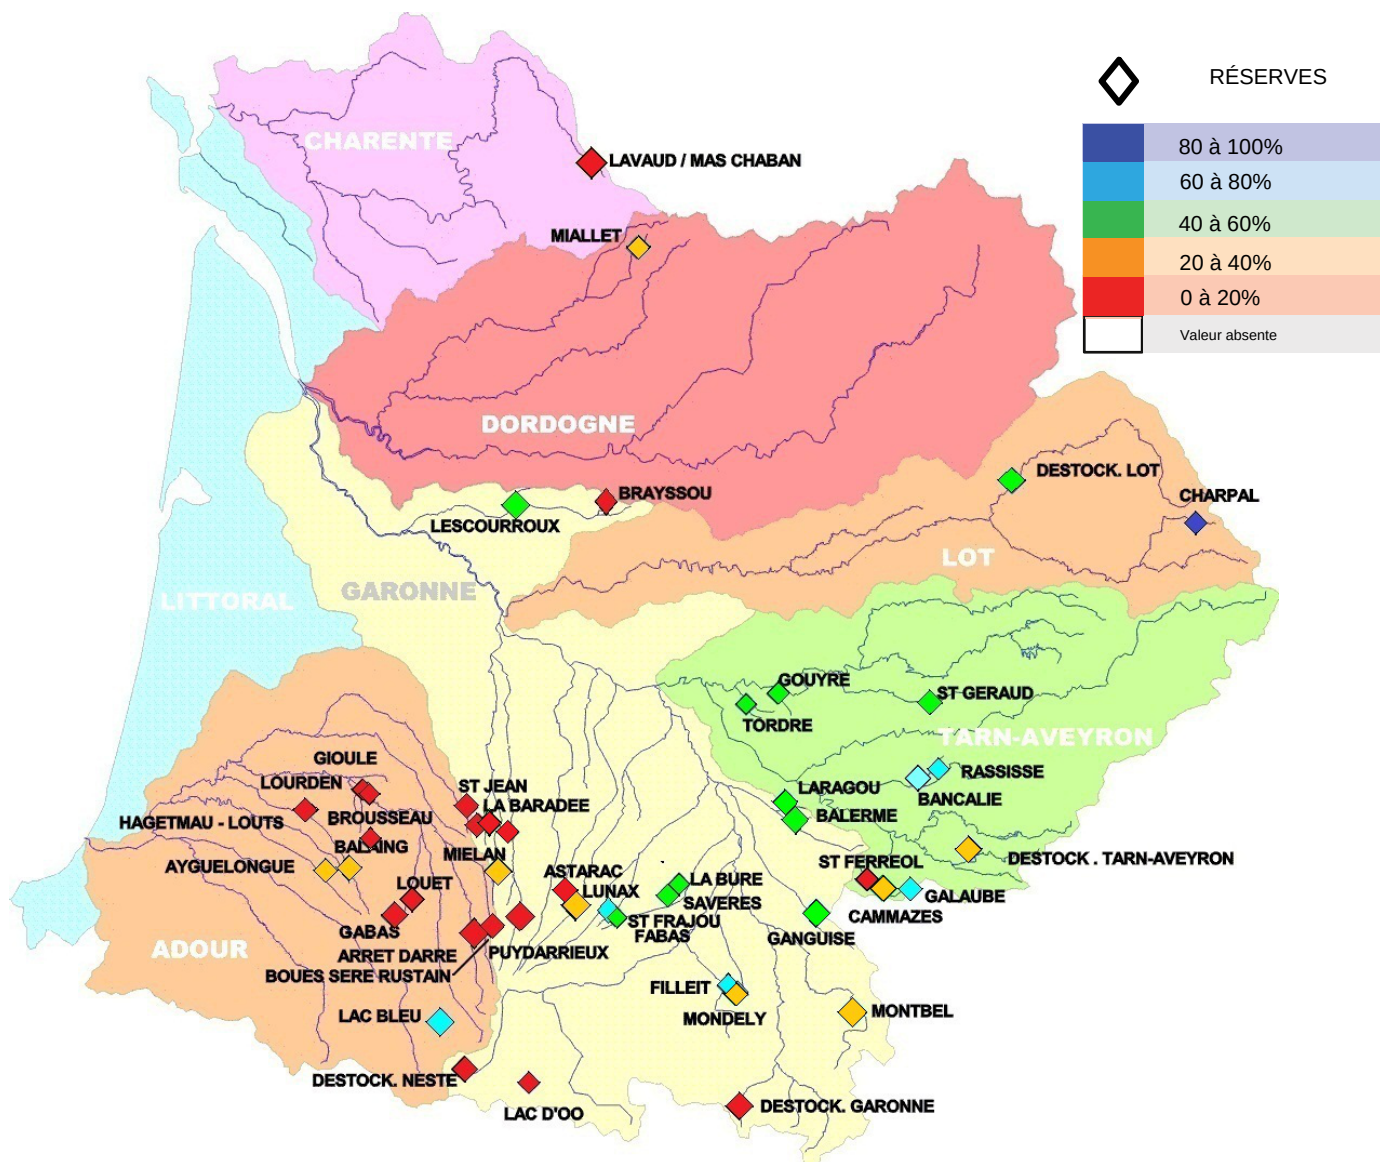 RÉSERVES
80 à 100%
60 à 80%
40 à 60%
20 à 40%
0 à 20%
Valeur absente
CHARENTE
LAVAUD / MAS CHABAN
MIALLET
DORDOGNE
DESTOCK. LOT
BRAYSSOU
CHARPAL
LESCOURROUX
LOT
GARONNE
LITTORAL
GOUYRE
ST GERAUD
TORDRE
TARN-AVEYRON
GIOULE
RASSISSE
LOURDEN
ST JEAN
LARAGOU
BANCALIE
LA BARADEE
BROUSSEAU
BALERME
HAGETMAU - LOUTS
BALAING
MIELAN
DESTOCK . TARN-AVEYRON
AYGUELONGUE
ST FERREOL
ASTARAC
LA BURE
LOUET
LUNAX
GALAUBE
SAVERES
CAMMAZES
ST FRAJOU
GABAS
FABAS
GANGUISE
ADOUR
ARRET DARRE
PUYDARRIEUX
BOUES SERE RUSTAIN
FILLEIT
LAC BLEU
MONDELY
MONTBEL
DESTOCK. NESTE
LAC D'OO
DESTOCK. GARONNE